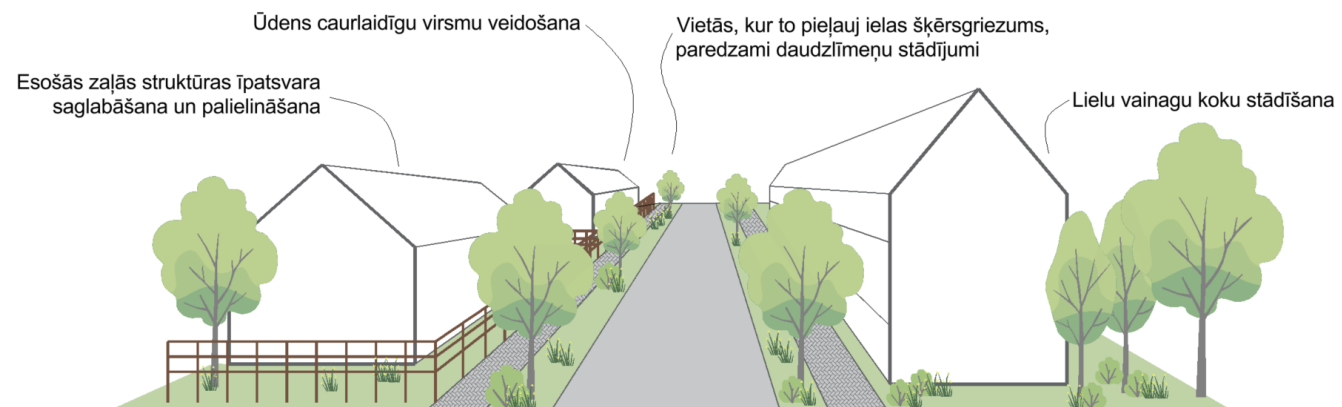 Ūdens caurlaidīgu virsmu veidošana
Vietās, kur to pieļauj ielas šķērsgriezums,
paredzami daudzlīmeņu stādījumi
Esošās zaļās struktūras īpatsvara
saglabāšana un palielināšana
Lielu vainagu koku stādīšana